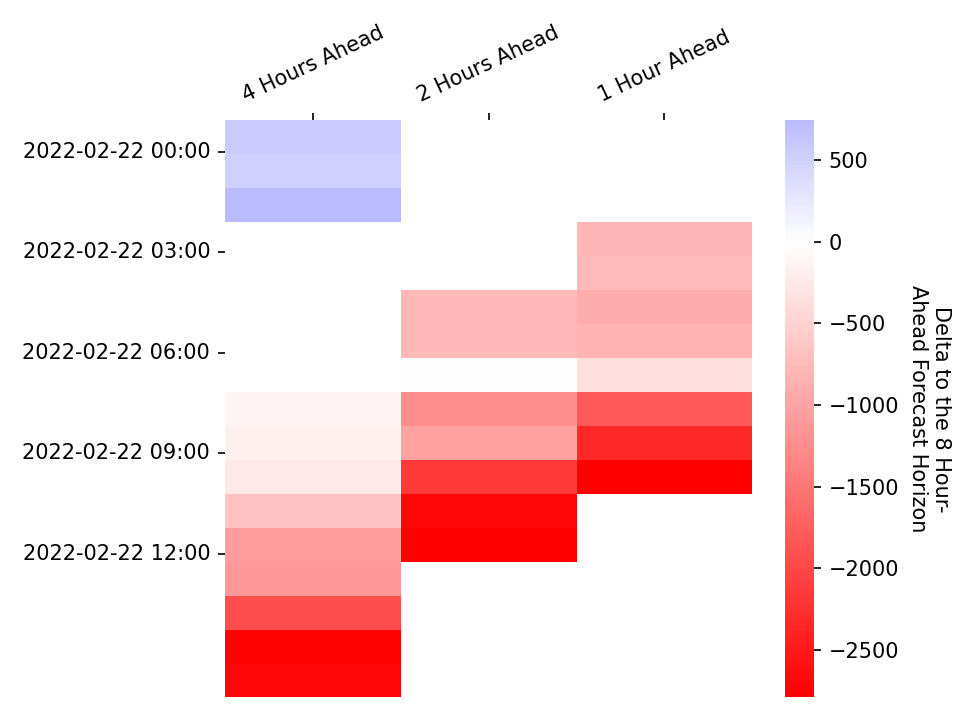 4 Hours Ahead
2 Hours Ahead
1 Hour Ahead
2022-02-22 00:00
2022-02-22 03:00
2022-02-22 06:00
2022-02-22 09:00
2022-02-22 12:00
500
0
−500
−1000
−1500
−2000
−2500
Delta to the 8 Hour-
Ahead Forecast Horizon